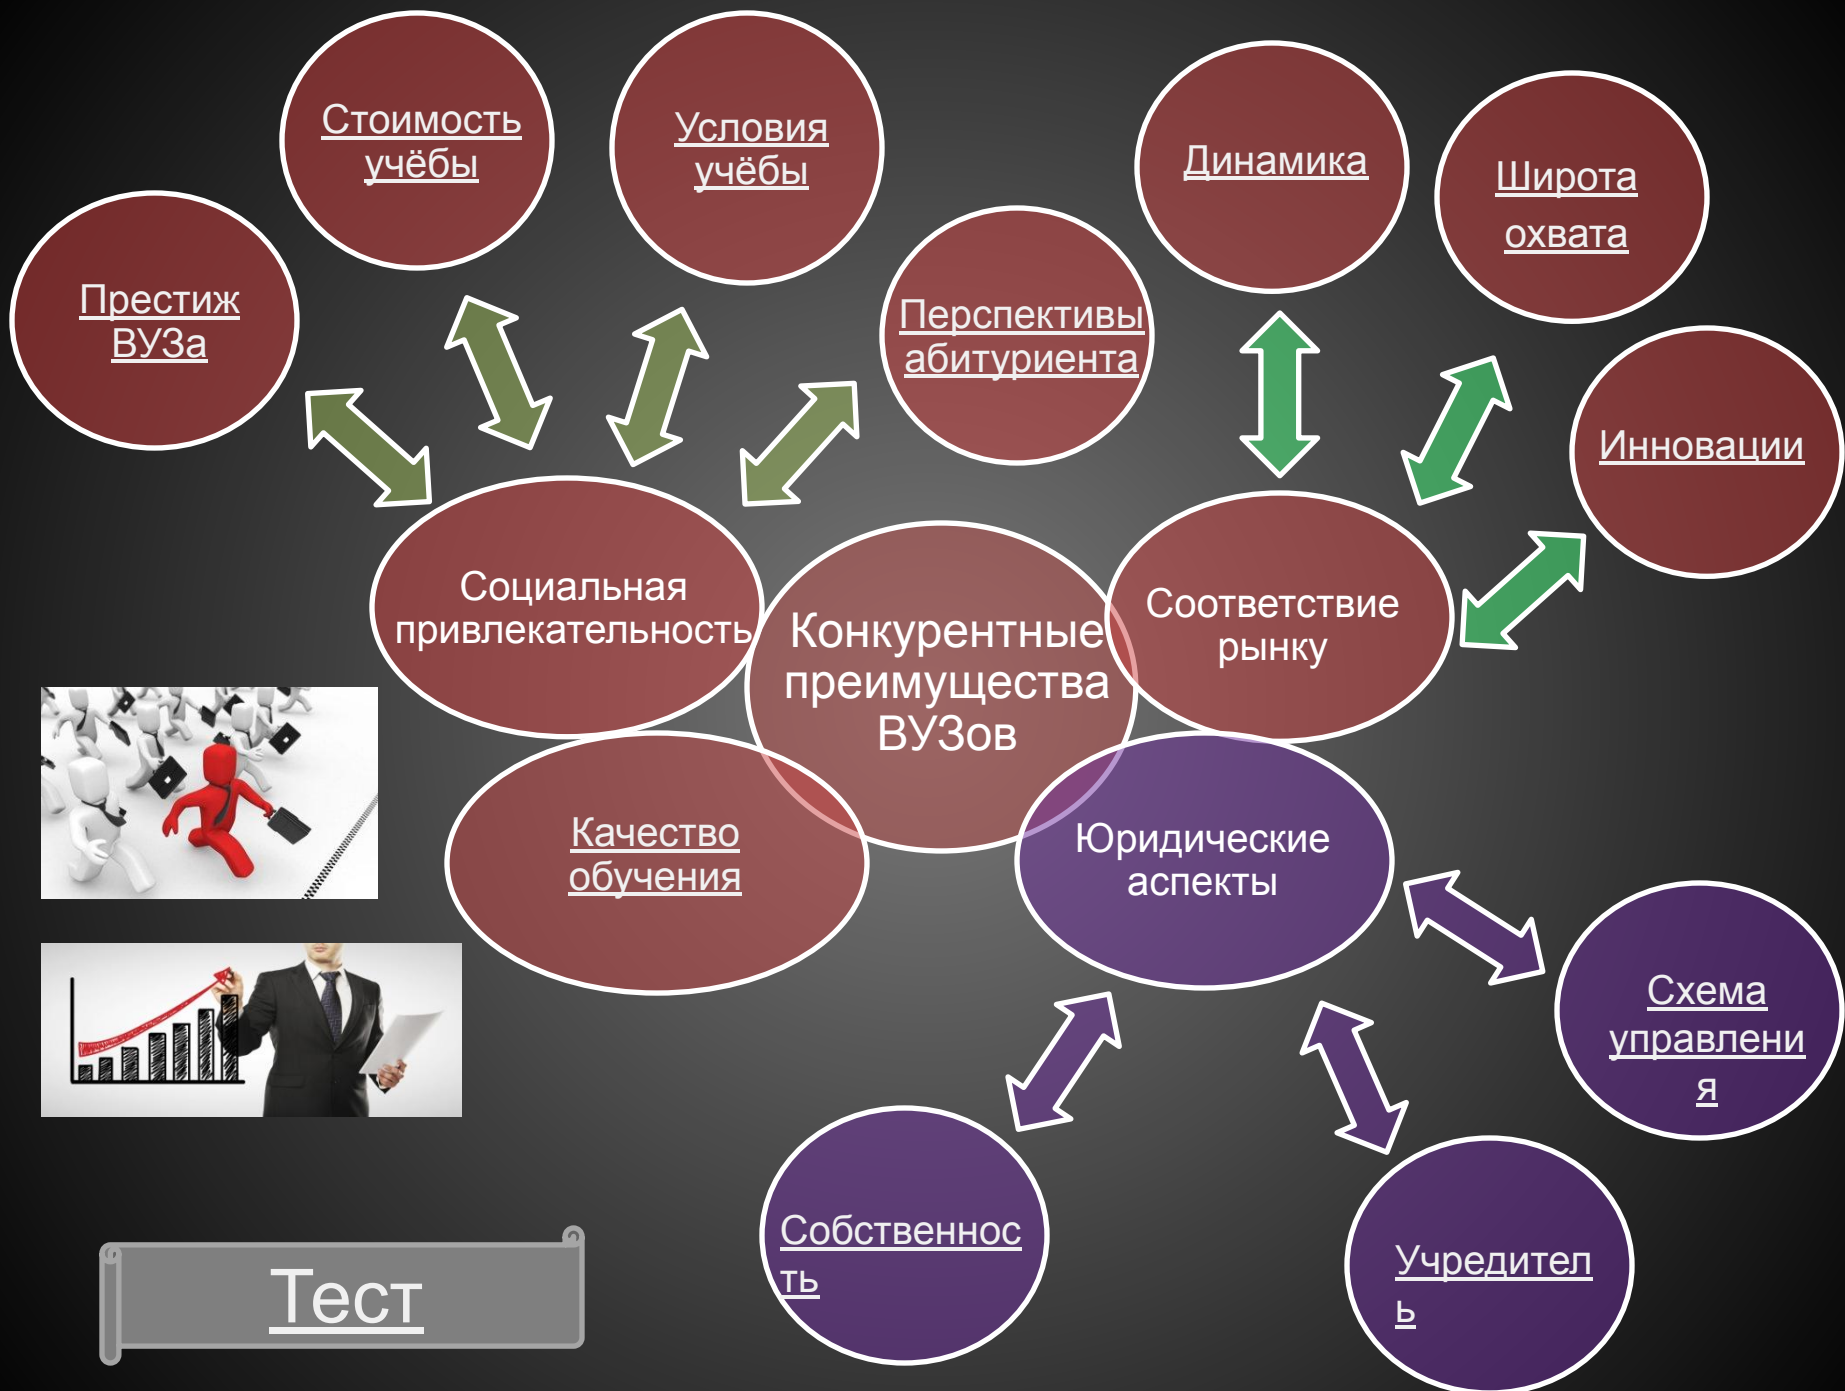 Стоимость
учёбы
Условия
учёбы
Динамика
Широта
охвата
Престиж
ВУЗа
Перспективы
абитуриента
Инновации
Социальная
привлекательность
Конкурентные
преимущества
ВУЗов
Соответствие
рынку
Качество
обучения
Юридические
аспекты
Схема
управлени
я
Собственнос
ть
Учредител
ь
Тест